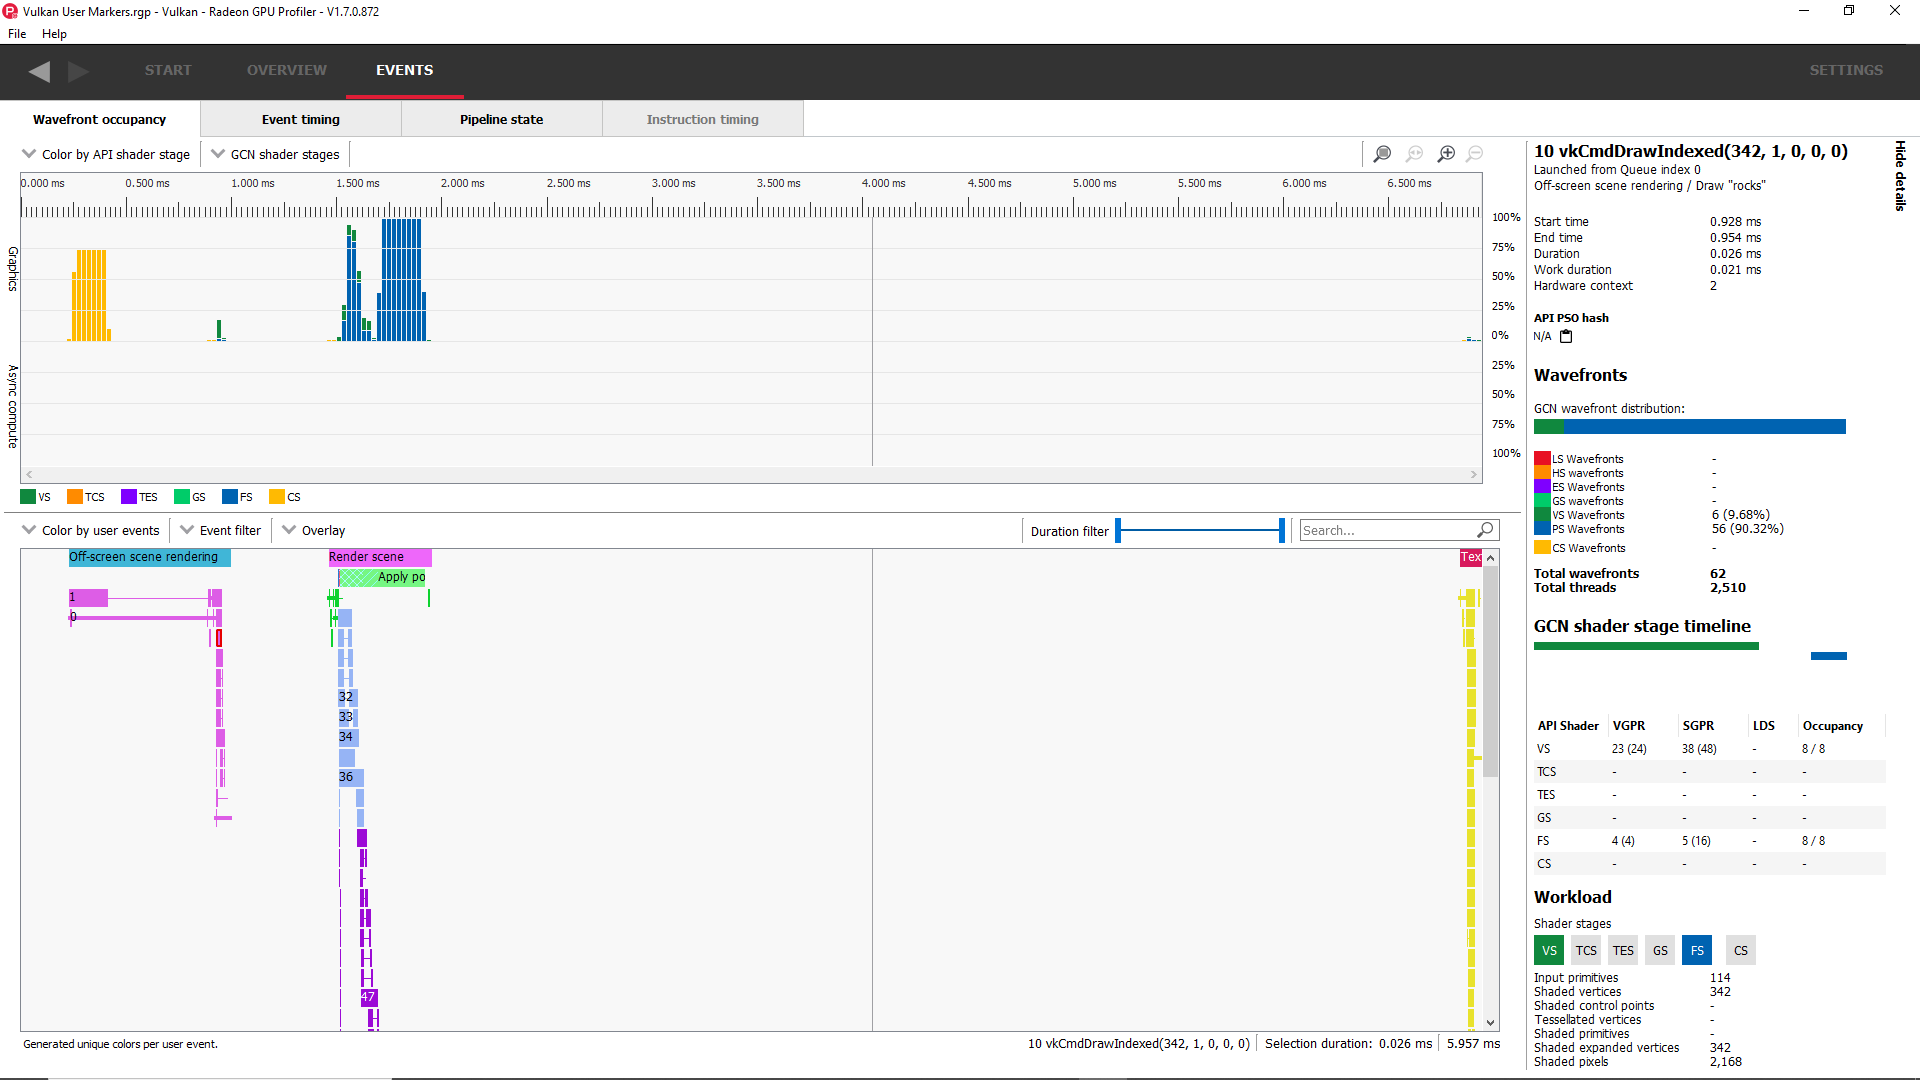 Vulkan User Markers.rgp - Vulkan - Radeon GPU Profiler - V1.7.0.872
File Help
START OVERVIEW EVENTS SETTINGS
Wavefront occupancy Event timing Pipeline state Instruction timing
Color by API shader stage GCN shader stages
0.000 ms 0.500 ms 1.000 ms 1.500 ms 2.000 ms 2.500 ms 3.000 ms 3.500 ms 4.000 ms 4.500 ms 5.000 ms 5.500 ms 6.000 ms 6.500 ms
Graphics
100%
75%
50%
25%
0%
Async compute
25%
50%
75%
100%
VS TCS TES GS FS CS
Color by user events Event filter Overlay Duration filter Search...
Off-screen scene rendering Render scene Tex
Apply po
1
0
32
33
34
36
47
Generated unique colors per user event. 10 vkCmdDrawIndexed(342, 1, 0, 0, 0) Selection duration: 0.026 ms 5.957 ms
Hide details
10 vkCmdDrawIndexed(342, 1, 0, 0, 0)
Launched from Queue index 0
Off-screen scene rendering / Draw "rocks"
Start time 0.928 ms
End time 0.954 ms
Duration 0.026 ms
Work duration 0.021 ms
Hardware context 2
API PSO hash
N/A
Wavefronts
GCN wavefront distribution:
LS Wavefronts -
HS wavefronts -
ES Wavefronts -
GS wavefronts -
VS Wavefronts 6 (9.68%)
PS Wavefronts 56 (90.32%)
CS Wavefronts -
Total wavefronts 62
Total threads 2,510
GCN shader stage timeline
API Shader VGPR SGPR LDS Occupancy
VS 23 (24) 38 (48) - 8 / 8
TCS - - - -
TES - - - -
GS - - - -
FS 4 (4) 5 (16) - 8 / 8
CS - - - -
Workload
Shader stages
VS TCS TES GS FS CS
Input primitives 114
Shaded vertices 342
Shaded control points -
Tessellated vertices -
Shaded primitives -
Shaded expanded vertices 342
Shaded pixels 2,168